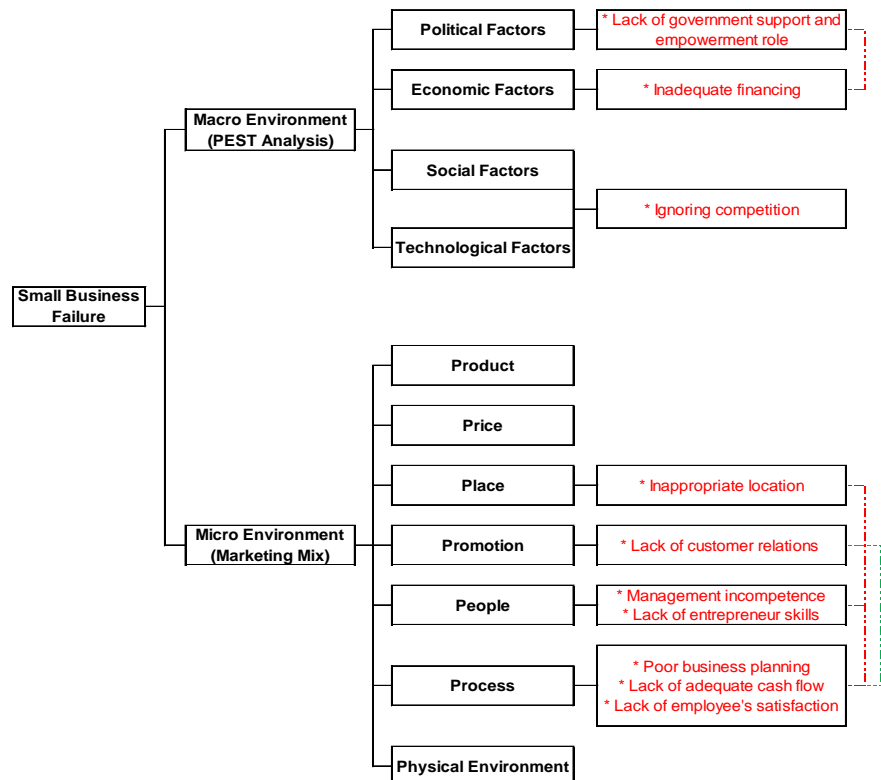 Political Factors
* Lack of government support and
empowerment role
Economic Factors
* Inadequate financing
Macro Environment
(PEST Analysis)
Social Factors
* Ignoring competition
Technological Factors
Small Business
Failure
Product
Price
Place
* Inappropriate location
Micro Environment
(Marketing Mix)
Promotion
* Lack of customer relations
People
* Management incompetence
* Lack of entrepreneur skills
Process
* Poor business planning
* Lack of adequate cash flow
* Lack of employee's satisfaction
Physical Environment